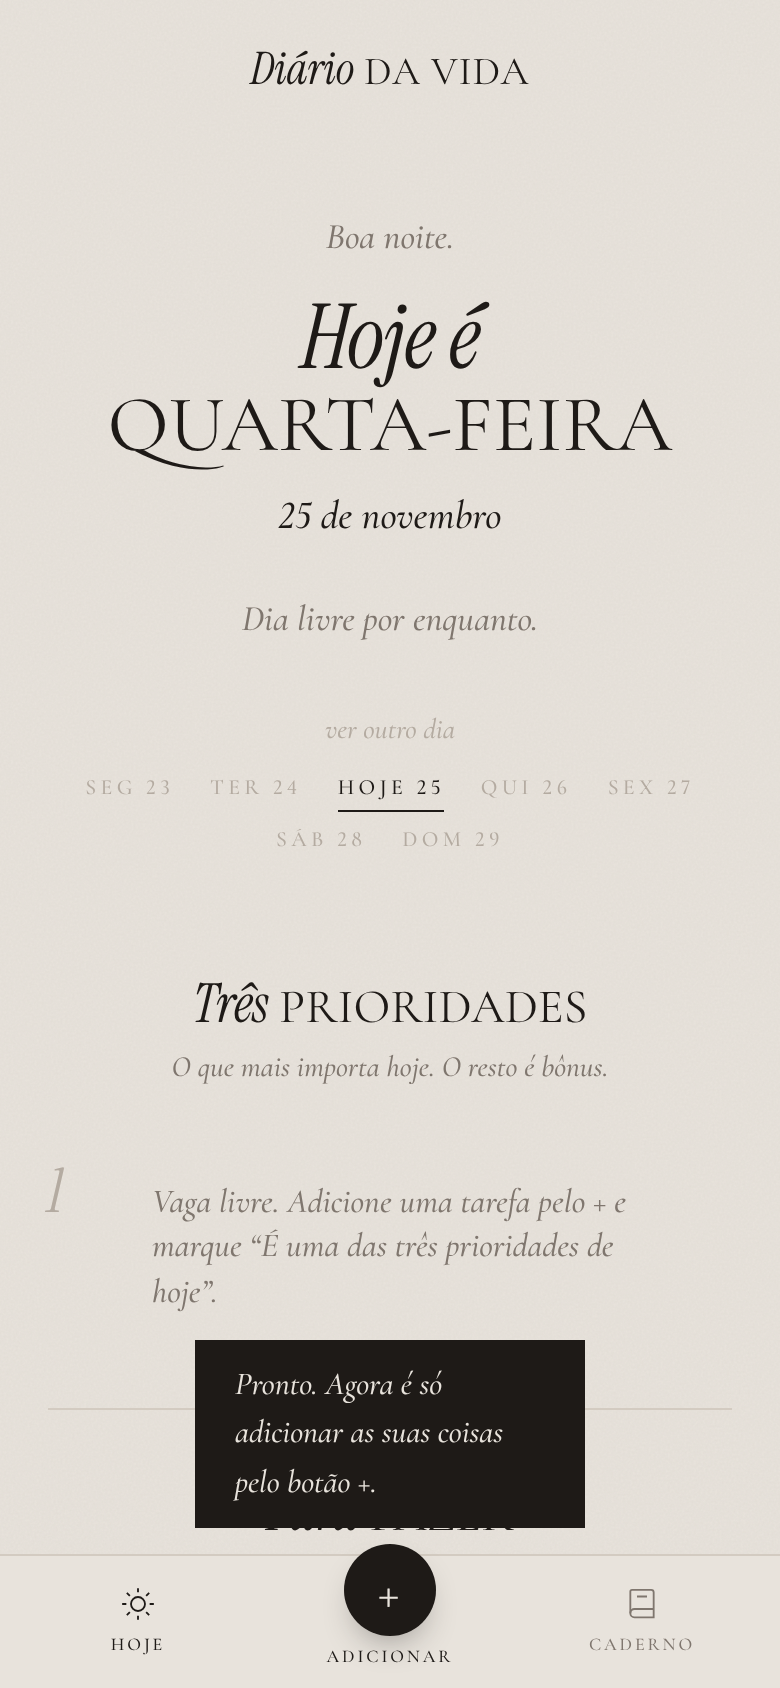 Diário DA VIDA
Boa noite.
Hoje é
QUARTA-FEIRA
25 de novembro
Dia livre por enquanto.
ver outro dia
SEG 23 TER 24 HOJE 25 QUI 26 SEX 27
SÁB 28 DOM 29
Três PRIORIDADES
O que mais importa hoje. O resto é bônus.
1
Vaga livre. Adicione uma tarefa pelo + e
marque “É uma das três prioridades de
hoje”.
Pronto. Agora é só
adicionar as suas coisas
pelo botão +.
+
HOJE
ADICIONAR
CADERNO